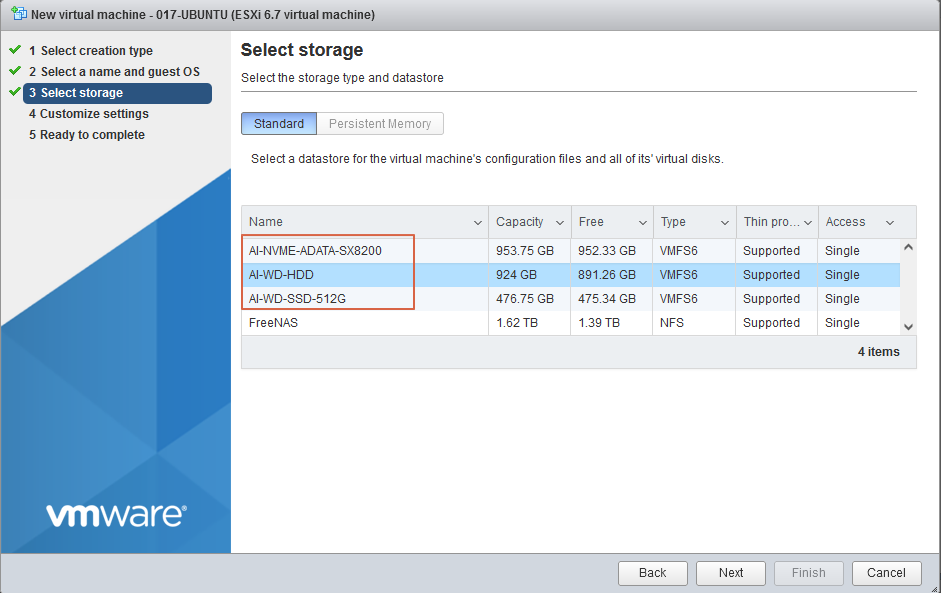 New virtual machine - 017-UBUNTU (ESXi 6.7 virtual machine)
1 Select creation type
2 Select a name and guest OS
3 Select storage
4 Customize settings
5 Ready to complete
vmware®
Select storage
Select the storage type and datastore
Standard Persistent Memory
Select a datastore for the virtual machine's configuration files and all of its' virtual disks.
Name Capacity Free Type Thin pro... Access
AI-NVME-ADATA-SX8200 953.75 GB 952.33 GB VMFS6 Supported Single
AI-WD-HDD 924 GB 891.26 GB VMFS6 Supported Single
AI-WD-SSD-512G 476.75 GB 475.34 GB VMFS6 Supported Single
FreeNAS 1.62 TB 1.39 TB NFS Supported Single
4 items
Back Next Finish Cancel